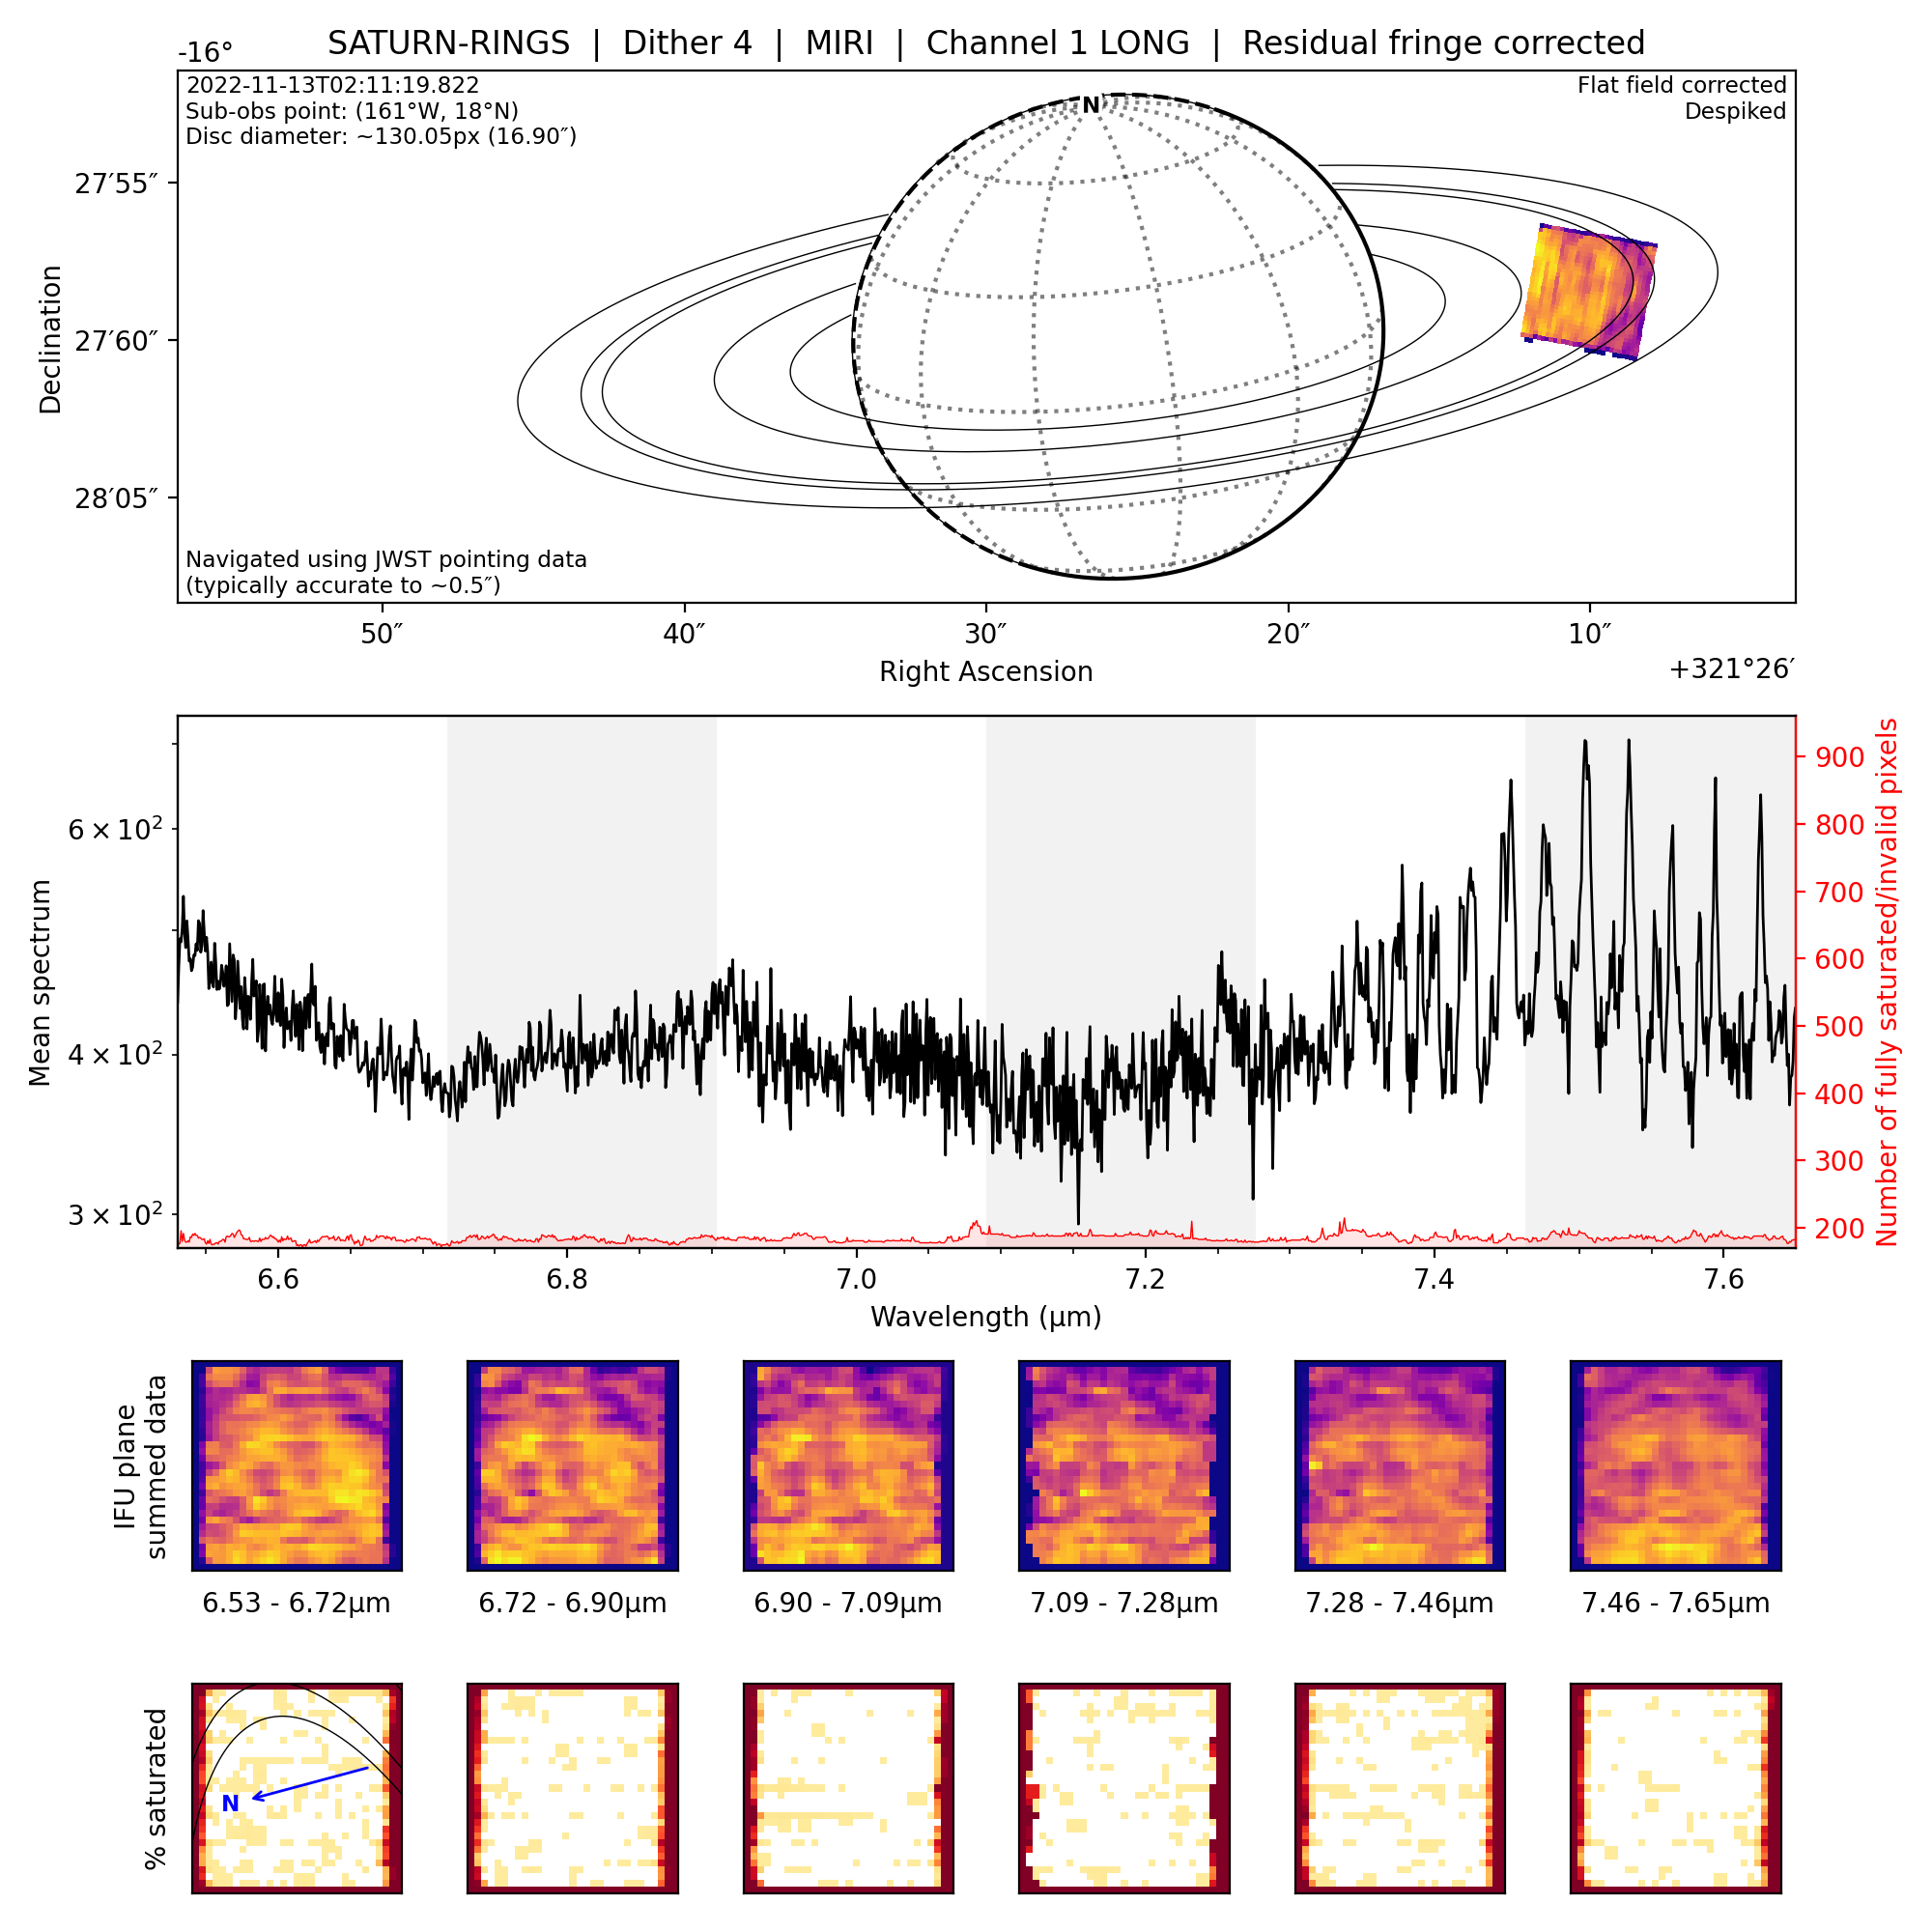 SATURN-RINGS | Dither 4 | MIRI | Channel 1 LONG | Residual fringe corrected
-16°
2022-11-13T02:11:19.822
Sub-obs point: (161°W, 18°N)
Disc diameter: ~130.05px (16.90″)
Flat field corrected
Despiked
N
27′55″
27′60″
28′05″
Declination
Navigated using JWST pointing data
(typically accurate to ~0.5″)
50″ 40″ 30″ 20″ 10″
Right Ascension
+321°26′
Mean spectrum
6 × 10²
4 × 10²
3 × 10²
900
800
700
600
500
400
300
200
Number of fully saturated/invalid pixels
6.6 6.8 7.0 7.2 7.4 7.6
Wavelength (µm)
IFU plane
summed data
6.53 - 6.72µm 6.72 - 6.90µm 6.90 - 7.09µm 7.09 - 7.28µm 7.28 - 7.46µm 7.46 - 7.65µm
% saturated
N